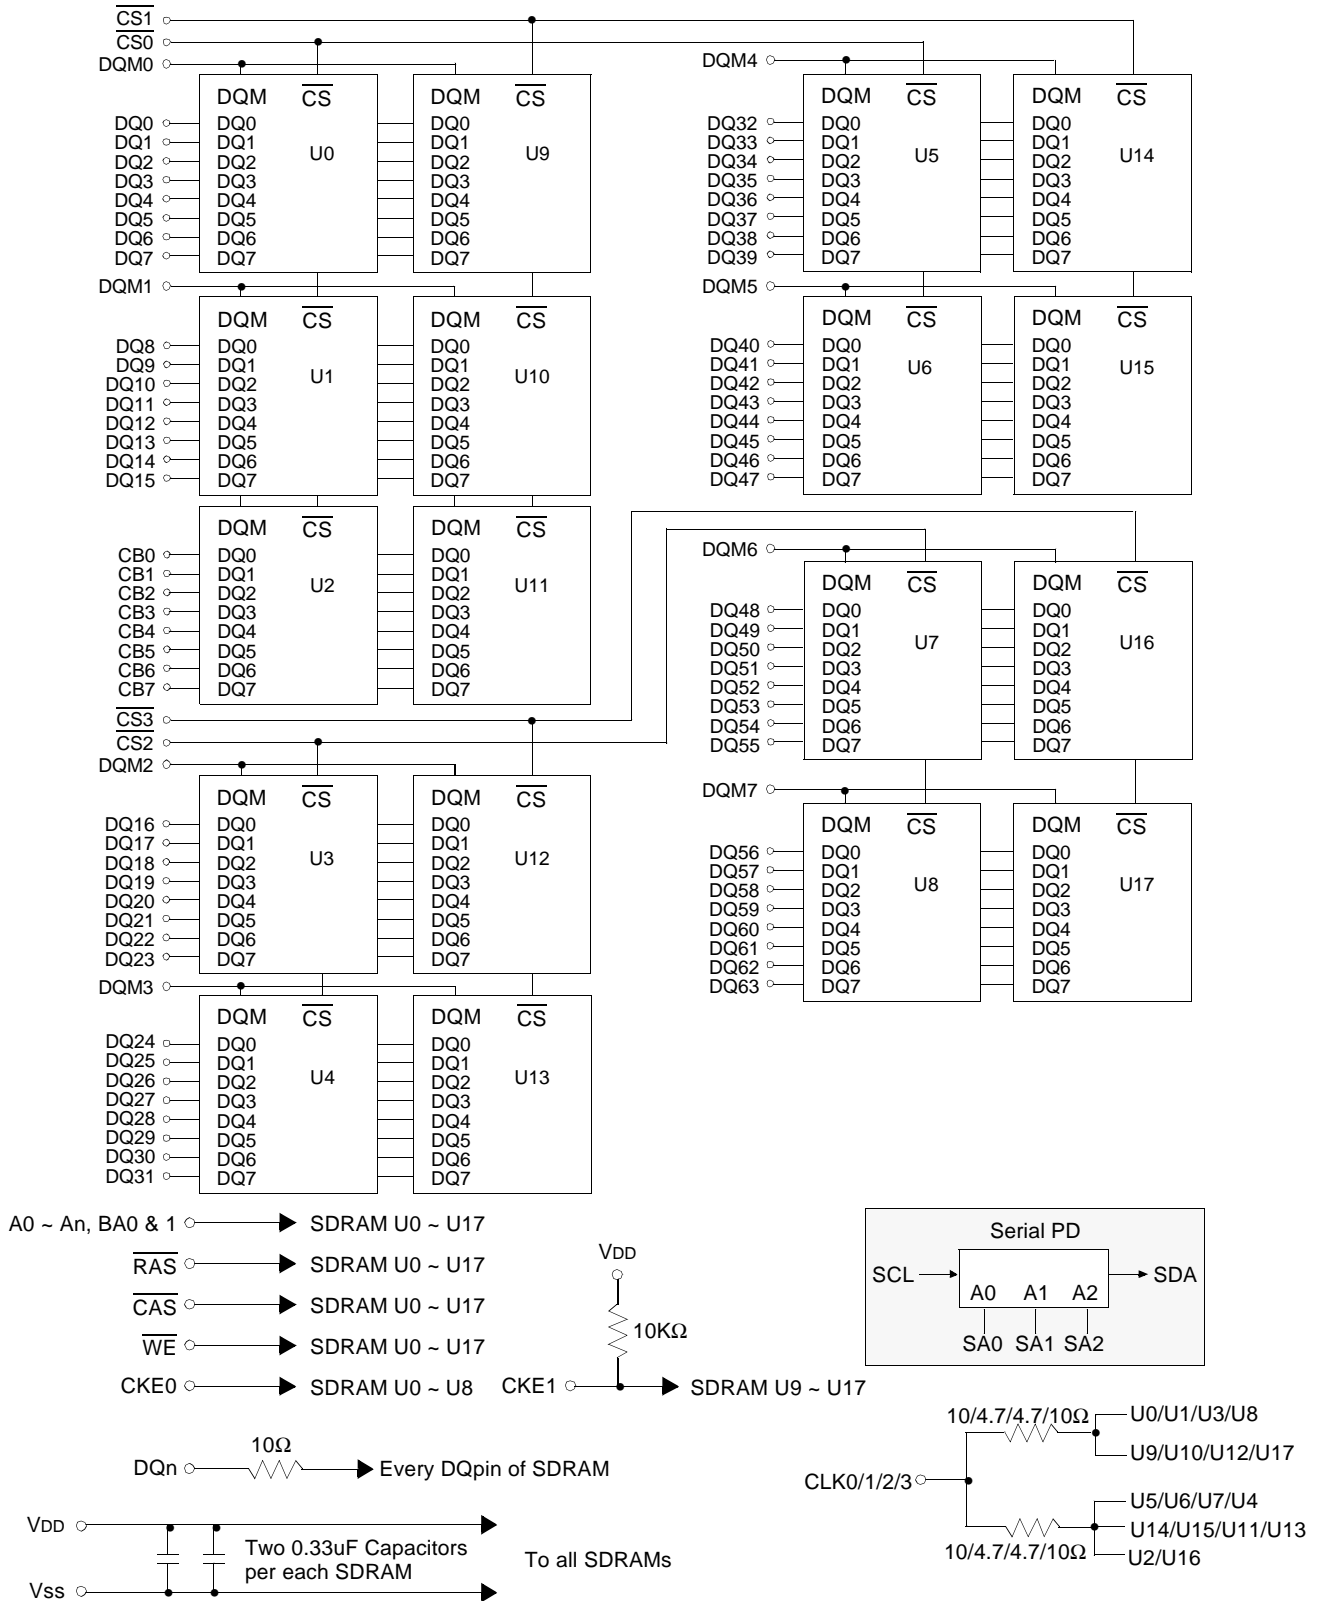 CS1
CS0
DQM0
DQM CS
DQ0 DQ0
DQ1 DQ1
DQ2 DQ2
DQ3 DQ3
DQ4 DQ4
DQ5 DQ5
DQ6 DQ6
DQ7 DQ7
U0
DQM CS
DQ0
DQ1
DQ2
DQ3
DQ4
DQ5
DQ6
DQ7
U9
DQM1
DQM CS
DQ8 DQ0
DQ9 DQ1
DQ10 DQ2
DQ11 DQ3
DQ12 DQ4
DQ13 DQ5
DQ14 DQ6
DQ15 DQ7
U1
DQM CS
DQ0
DQ1
DQ2
DQ3
DQ4
DQ5
DQ6
DQ7
U10
DQM CS
CB0 DQ0
CB1 DQ1
CB2 DQ2
CB3 DQ3
CB4 DQ4
CB5 DQ5
CB6 DQ6
CB7 DQ7
U2
DQM CS
DQ0
DQ1
DQ2
DQ3
DQ4
DQ5
DQ6
DQ7
U11
CS3
CS2
DQM2
DQM CS
DQ16 DQ0
DQ17 DQ1
DQ18 DQ2
DQ19 DQ3
DQ20 DQ4
DQ21 DQ5
DQ22 DQ6
DQ23 DQ7
U3
DQM CS
DQ0
DQ1
DQ2
DQ3
DQ4
DQ5
DQ6
DQ7
U12
DQM3
DQM CS
DQ24 DQ0
DQ25 DQ1
DQ26 DQ2
DQ27 DQ3
DQ28 DQ4
DQ29 DQ5
DQ30 DQ6
DQ31 DQ7
U4
DQM CS
DQ0
DQ1
DQ2
DQ3
DQ4
DQ5
DQ6
DQ7
U13
DQM4
DQM CS
DQ32 DQ0
DQ33 DQ1
DQ34 DQ2
DQ35 DQ3
DQ36 DQ4
DQ37 DQ5
DQ38 DQ6
DQ39 DQ7
U5
DQM CS
DQ0
DQ1
DQ2
DQ3
DQ4
DQ5
DQ6
DQ7
U14
DQM5
DQM CS
DQ40 DQ0
DQ41 DQ1
DQ42 DQ2
DQ43 DQ3
DQ44 DQ4
DQ45 DQ5
DQ46 DQ6
DQ47 DQ7
U6
DQM CS
DQ0
DQ1
DQ2
DQ3
DQ4
DQ5
DQ6
DQ7
U15
DQM6
DQM CS
DQ48 DQ0
DQ49 DQ1
DQ50 DQ2
DQ51 DQ3
DQ52 DQ4
DQ53 DQ5
DQ54 DQ6
DQ55 DQ7
U7
DQM CS
DQ0
DQ1
DQ2
DQ3
DQ4
DQ5
DQ6
DQ7
U16
DQM7
DQM CS
DQ56 DQ0
DQ57 DQ1
DQ58 DQ2
DQ59 DQ3
DQ60 DQ4
DQ61 DQ5
DQ62 DQ6
DQ63 DQ7
U8
DQM CS
DQ0
DQ1
DQ2
DQ3
DQ4
DQ5
DQ6
DQ7
U17
A0 ~ An, BA0 & 1 SDRAM U0 ~ U17
RAS SDRAM U0 ~ U17
CAS SDRAM U0 ~ U17
WE SDRAM U0 ~ U17
CKE0 SDRAM U0 ~ U8
VDD
10KΩ
CKE1 SDRAM U9 ~ U17
Serial PD
SCL SDA
A0 A1 A2
SA0 SA1 SA2
10Ω
DQn Every DQpin of SDRAM
VDD
Two 0.33uF Capacitors
per each SDRAM
To all SDRAMs
Vss
10/4.7/4.7/10Ω
U0/U1/U3/U8
U9/U10/U12/U17
CLK0/1/2/3
U5/U6/U7/U4
U14/U15/U11/U13
10/4.7/4.7/10Ω
U2/U16